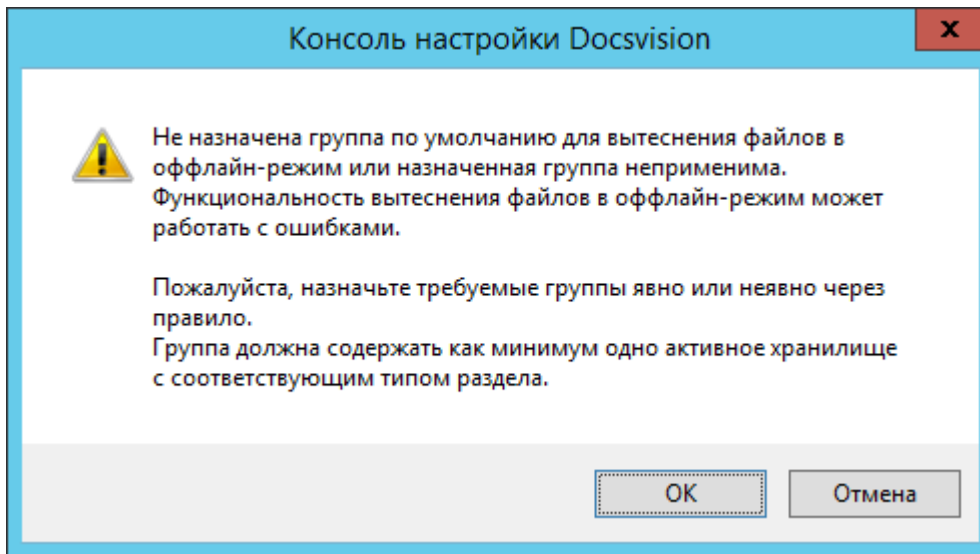 Консоль настройки Docsvision
x
Не назначена группа по умолчанию для вытеснения файлов в
оффлайн-режим или назначенная группа неприменима.
Функциональность вытеснения файлов в оффлайн-режим может
работать с ошибками.
Пожалуйста, назначьте требуемые группы явно или неявно через
правило.
Группа должна содержать как минимум одно активное хранилище
с соответствующим типом раздела.
ОК
Отмена